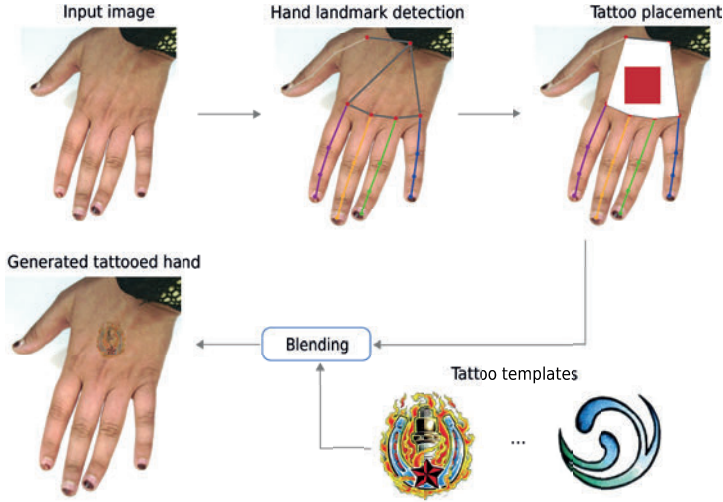 Input image
Hand landmark detection
Tattoo placement
Generated tattooed hand
Blending
Tattoo templates
...